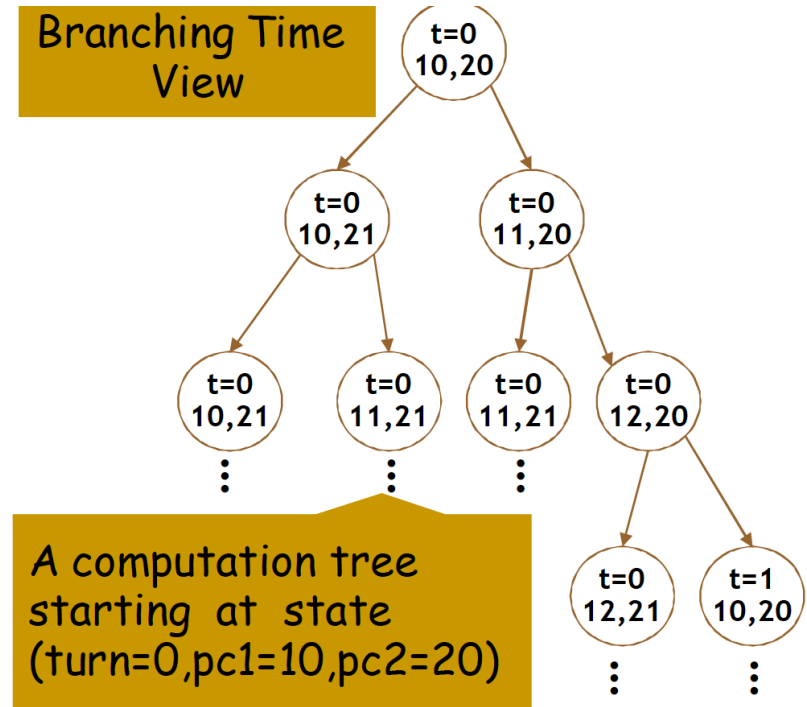 Branching Time
View
t=0
10,20
t=0
10,21
t=0
11,20
t=0
10,21
t=0
11,21
t=0
11,21
t=0
12,20
A computation tree
starting at state
(turn=0,pc1=10,pc2=20)
t=0
12,21
t=1
10,20